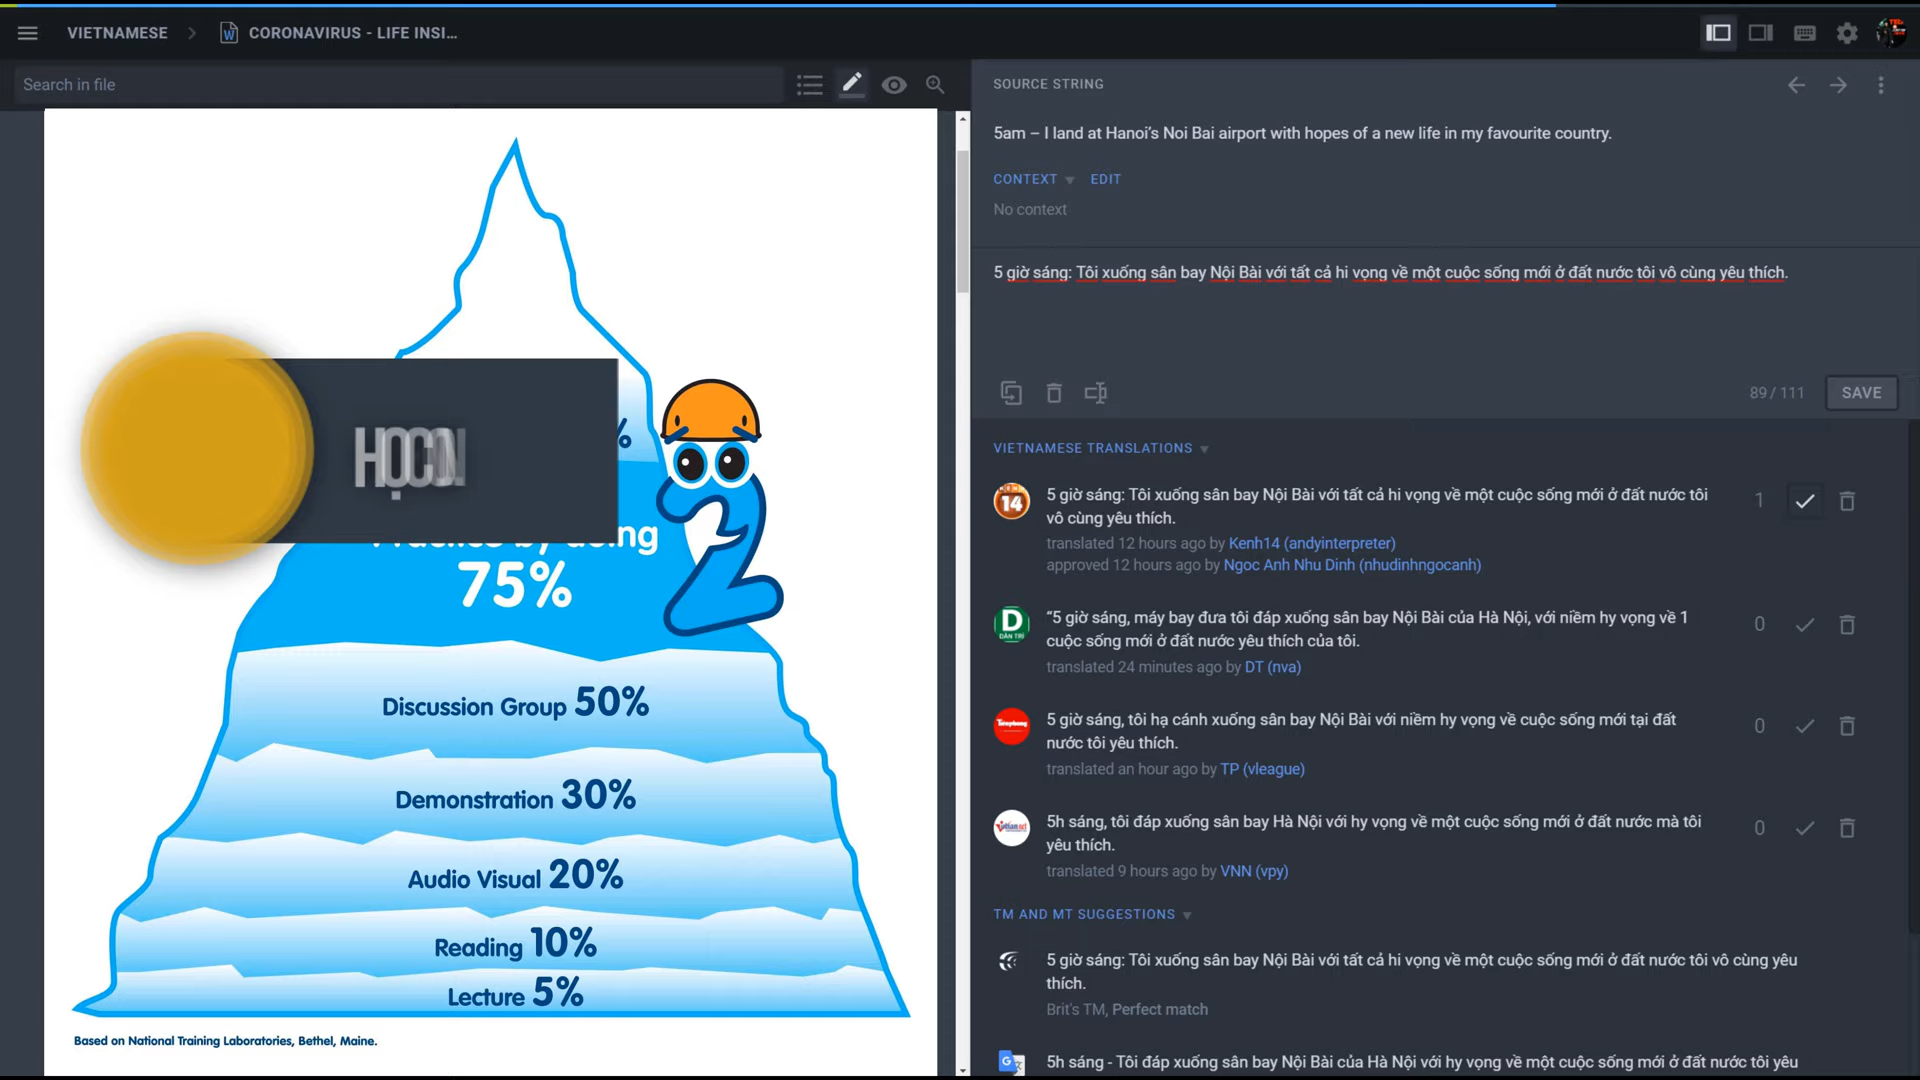 VIETNAMESE
CORONAVIRUS - LIFE INSI...
Search in file
%
75%
Discussion Group 50%
Demonstration 30%
Audio Visual 20%
Reading 10%
Lecture 5%
Based on National Training Laboratories, Bethel, Maine.
SOURCE STRING
5am – I land at Hanoi's Noi Bai airport with hopes of a new life in my favourite country.
CONTEXT EDIT
No context
5 giờ sáng: Tôi xuống sân bay Nội Bài với tất cả hi vọng về một cuộc sống mới ở đất nước tôi vô cùng yêu thích.
89 / 111 SAVE
VIETNAMESE TRANSLATIONS
14
5 giờ sáng: Tôi xuống sân bay Nội Bài với tất cả hi vọng về một cuộc sống mới ở đất nước tôi 1
vô cùng yêu thích.
translated 12 hours ago by Kenh14 (andyinterpreter)
approved 12 hours ago by Ngoc Anh Nhu Dinh (nhudinhngocanh)
D
DÂN TRÍ
“5 giờ sáng, máy bay đưa tôi đáp xuống sân bay Nội Bài của Hà Nội, với niềm hy vọng về 1 0
cuộc sống mới ở đất nước yêu thích của tôi.
translated 24 minutes ago by DT (nva)
5 giờ sáng, tôi hạ cánh xuống sân bay Nội Bài với niềm hy vọng về cuộc sống mới tại đất 0
nước tôi yêu thích.
translated an hour ago by TP (vleague)
5h sáng, tôi đáp xuống sân bay Hà Nội với hy vọng về một cuộc sống mới ở đất nước mà tôi 0
yêu thích.
translated 9 hours ago by VNN (vpy)
TM AND MT SUGGESTIONS
5 giờ sáng: Tôi xuống sân bay Nội Bài với tất cả hi vọng về một cuộc sống mới ở đất nước tôi vô cùng yêu
thích.
Brit's TM, Perfect match
5h sáng - Tôi đáp xuống sân bay Nội Bài của Hà Nội với hy vọng về một cuộc sống mới ở đất nước tôi yêu